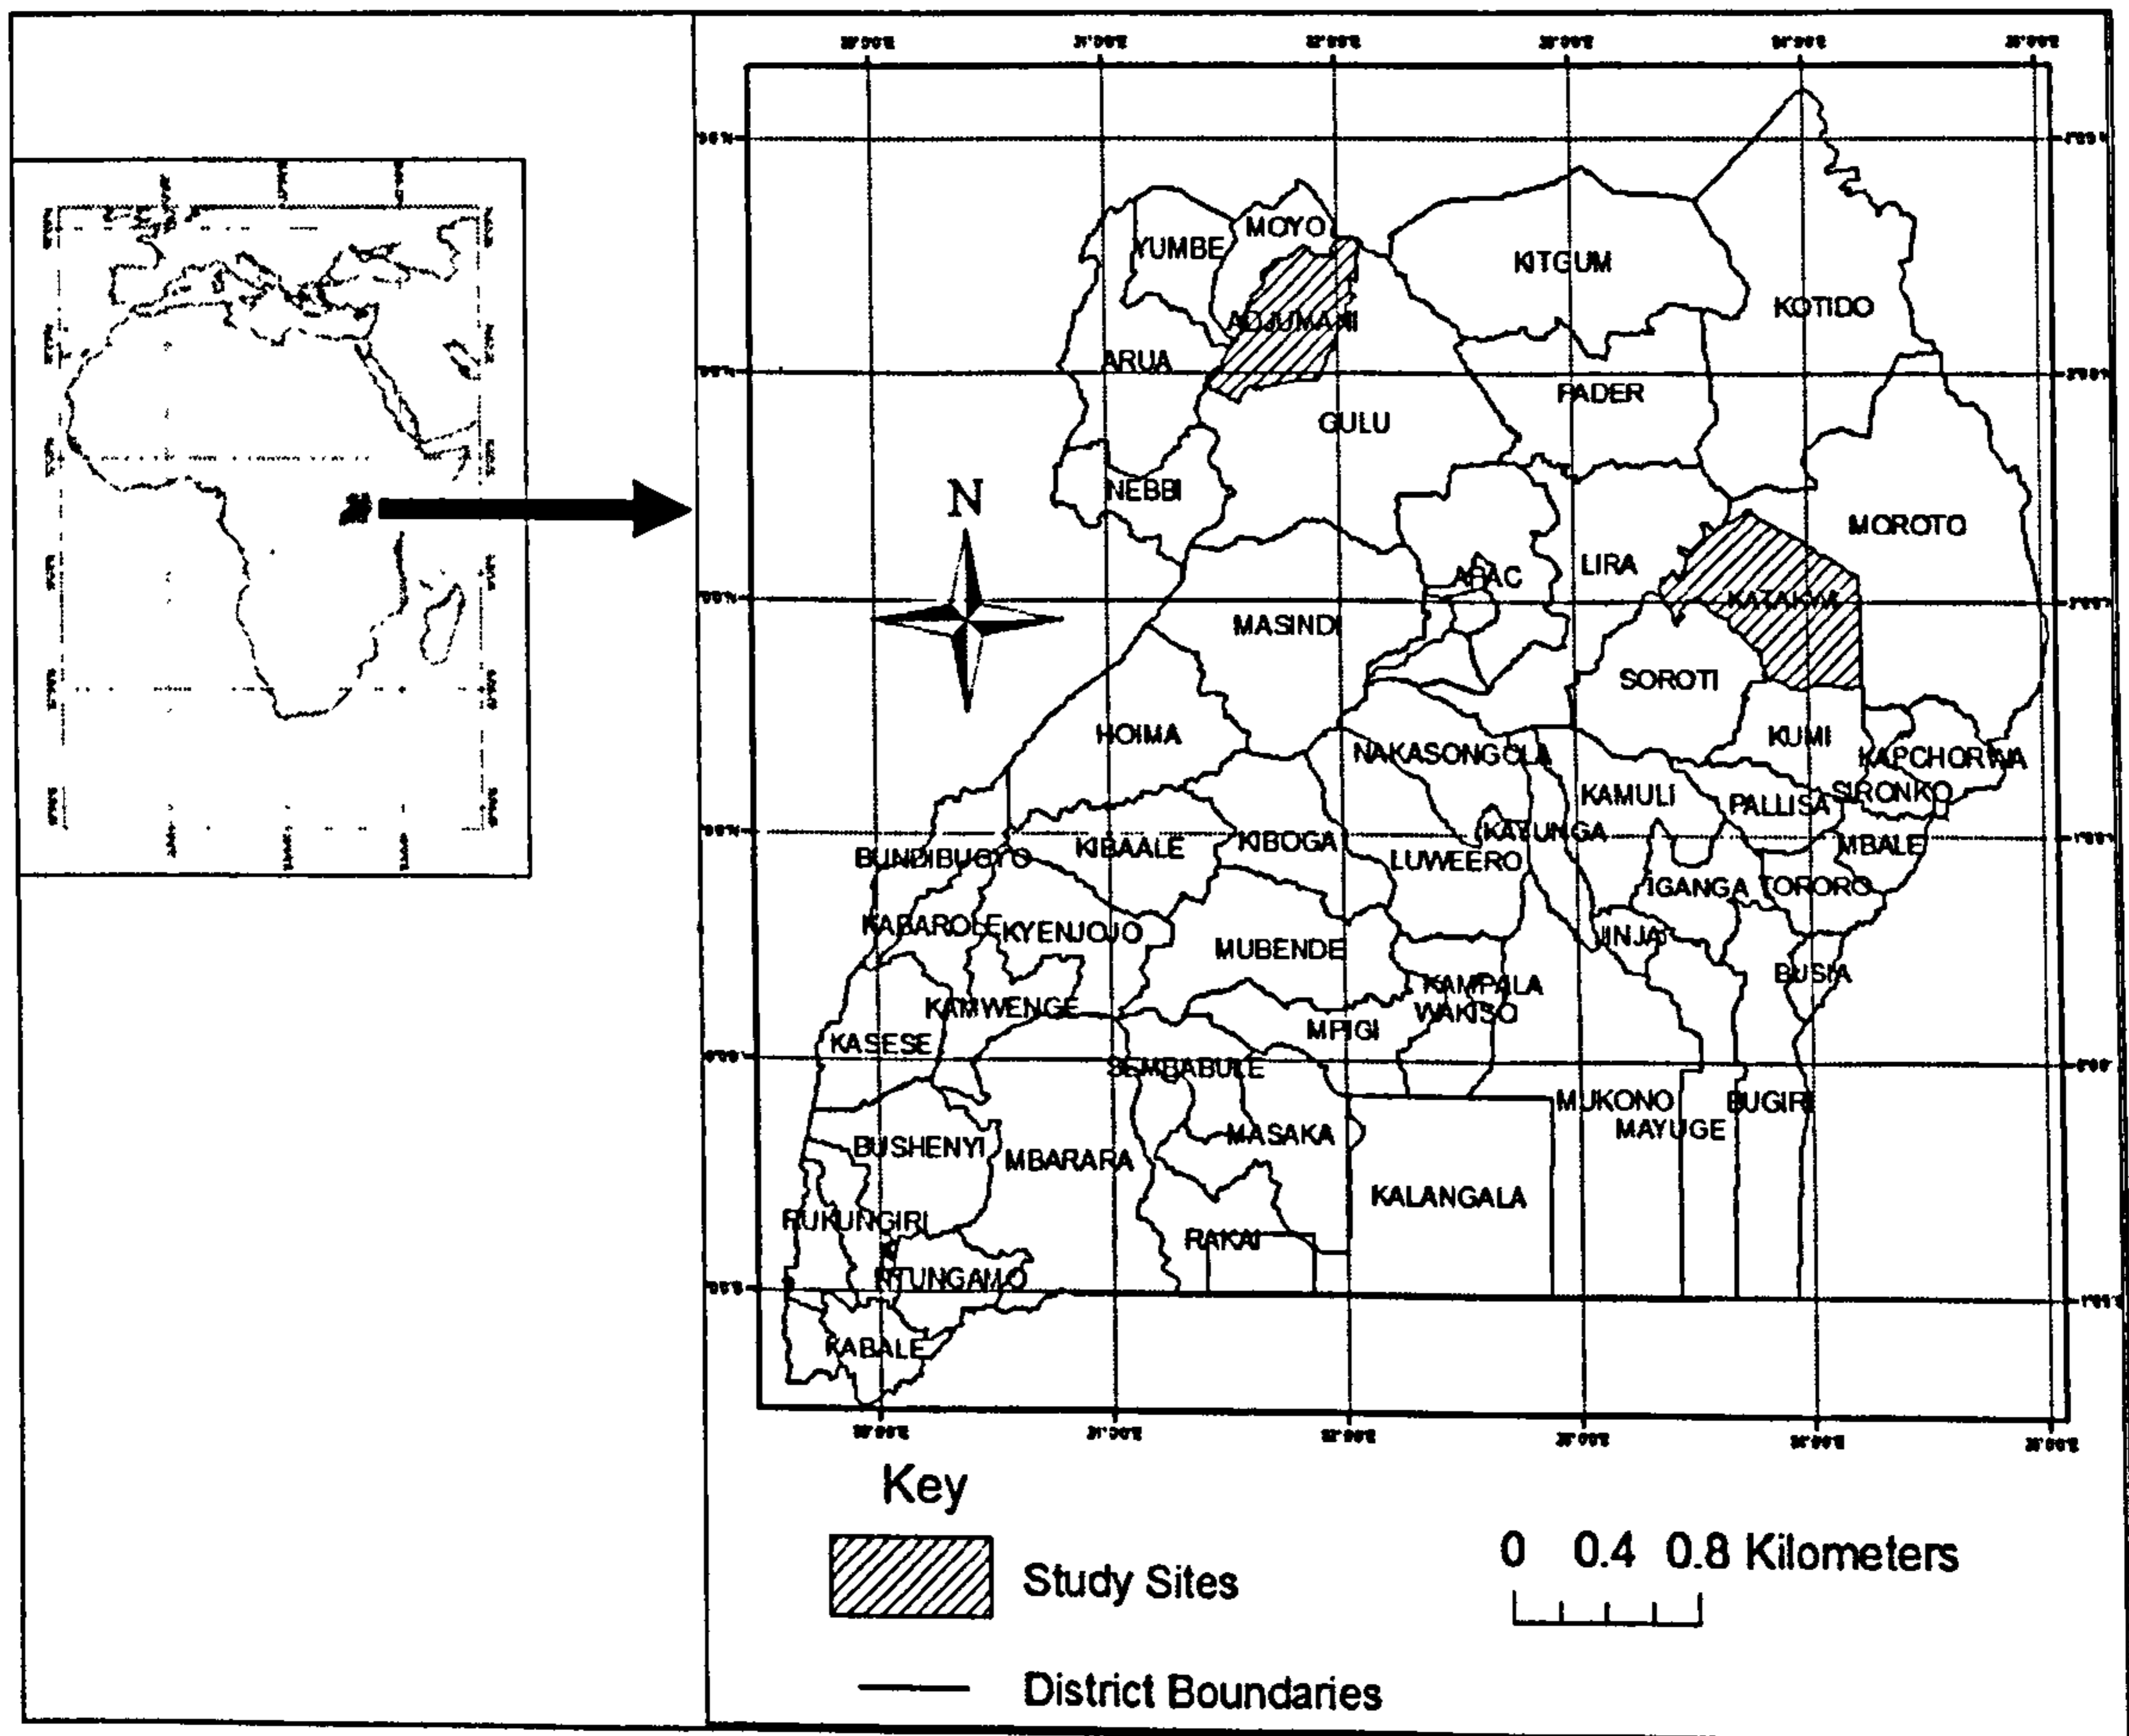 MOYO
YUMBE
KITGUM
KOTIDO
ADJUMANI
ARUA
PADER
GULU
N
NEBBI
MOROTO
LIRA
APAC
KATAKWI
MASINDI
SOROTI
HOIMA
KUMI
NAKASONGOLA
KAPCHORWA
KAMULI
SIRONKO
PALLISA
KAYUNGA
KIBOGA
MBALE
KIBAALE
BUNDIBUGYO
LUWEERO
IGANGA
TORORO
KABAROLE
KYENJOJO
JINJA
MUBENDE
BUSIA
KAMPALA
KAMWENGE
WAKISO
MPIGI
KASESE
SEMBABULE
MUKONO
BUGIRI
MAYUGE
MASAKA
BUSHENYI
MBARARA
KALANGALA
RUKUNGIRI
RAKAI
NTUNGAMO
KABALE
Key
Study Sites
0 0.4 0.8 Kilometers
District Boundaries